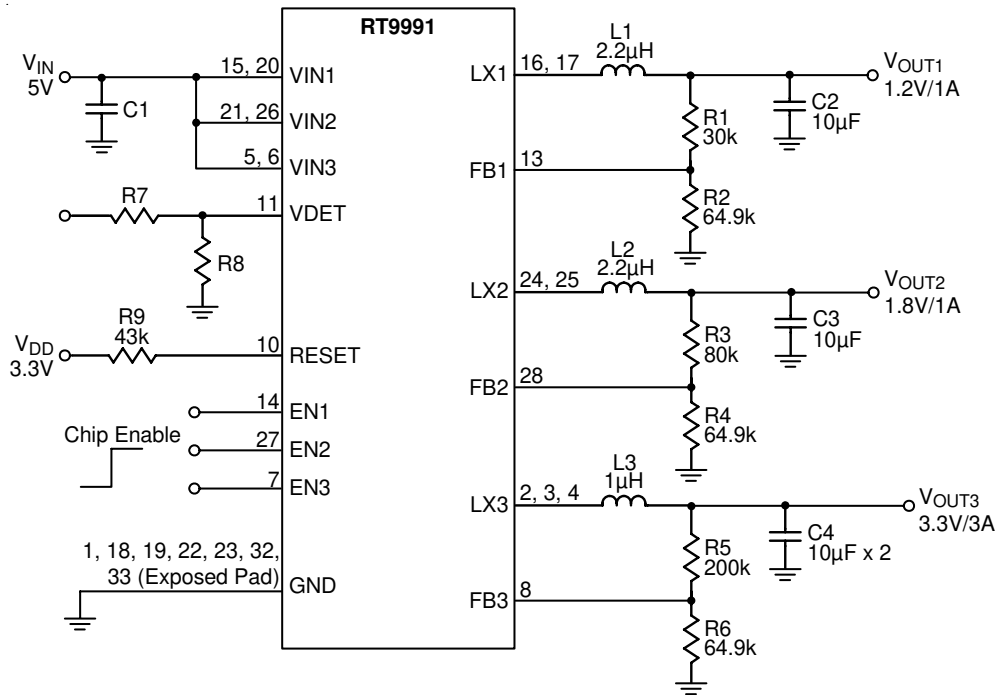 RT9991
VIN
5V
C1
15, 20
VIN1
21, 26
VIN2
5, 6
VIN3
R7
11
VDET
R8
R9
43k
VDD
3.3V
10
RESET
14
EN1
Chip Enable
27
EN2
7
EN3
1, 18, 19, 22, 23, 32,
33 (Exposed Pad)
GND
LX1
16, 17
L1
2.2µH
VOUT1
1.2V/1A
C2
10µF
R1
30k
FB1
13
R2
64.9k
LX2
24, 25
L2
2.2µH
VOUT2
1.8V/1A
C3
10µF
R3
80k
FB2
28
R4
64.9k
LX3
2, 3, 4
L3
1µH
VOUT3
3.3V/3A
C4
10µF x 2
R5
200k
FB3
8
R6
64.9k